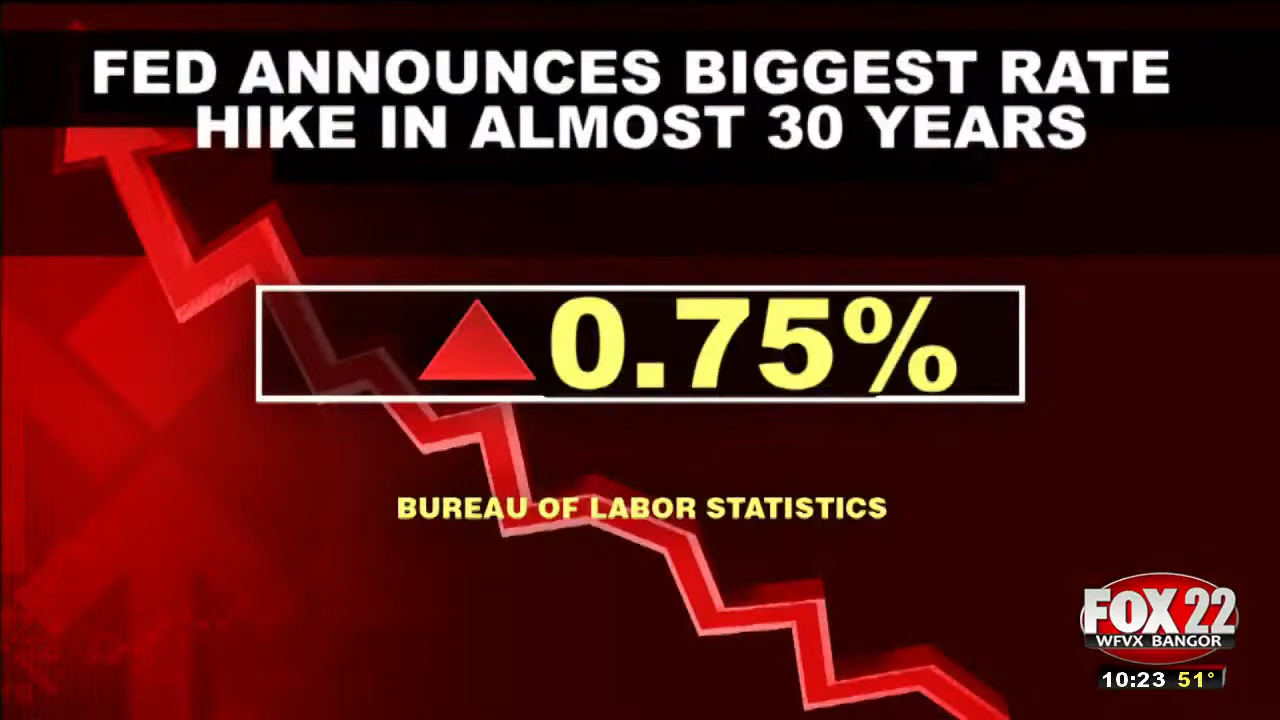 FED ANNOUNCES BIGGEST RATE
HIKE IN ALMOST 30 YEARS
0.75%
BUREAU OF LABOR STATISTICS
FOX 22
WFVX BANGOR
10:23 51°